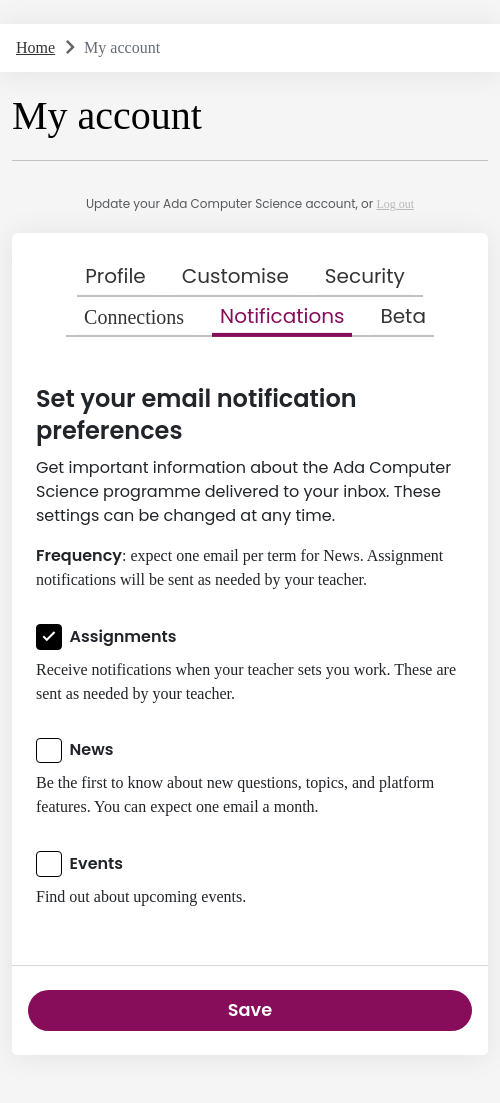 Home > My account
My account
Update your Ada Computer Science account, or Log out
Profile Customise Security
Connections Notifications Beta
Set your email notification
preferences
Get important information about the Ada Computer
Science programme delivered to your inbox. These
settings can be changed at any time.
Frequency: expect one email per term for News. Assignment
notifications will be sent as needed by your teacher.
Assignments
Receive notifications when your teacher sets you work. These are
sent as needed by your teacher.
News
Be the first to know about new questions, topics, and platform
features. You can expect one email a month.
Events
Find out about upcoming events.
Save